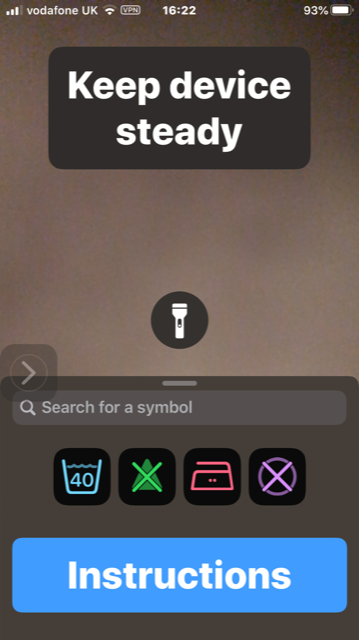 vodafone UK VPN 16:22 93%
Keep device
steady
Search for a symbol
40
Instructions